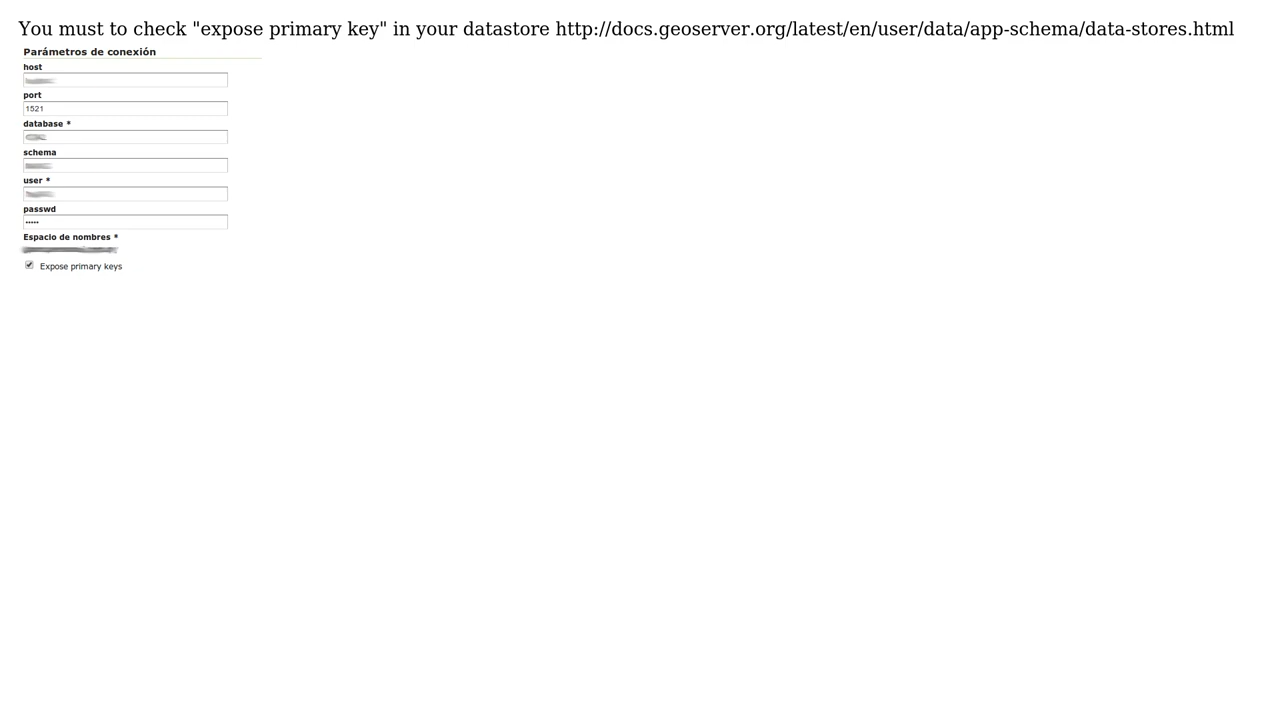 You must to check "expose primary key" in your datastore http://docs.geoserver.org/latest/en/user/data/app-schema/data-stores.html
Parámetros de conexión
host
port
1521
database *
schema
user *
passwd
•••••
Espacio de nombres *
Expose primary keys